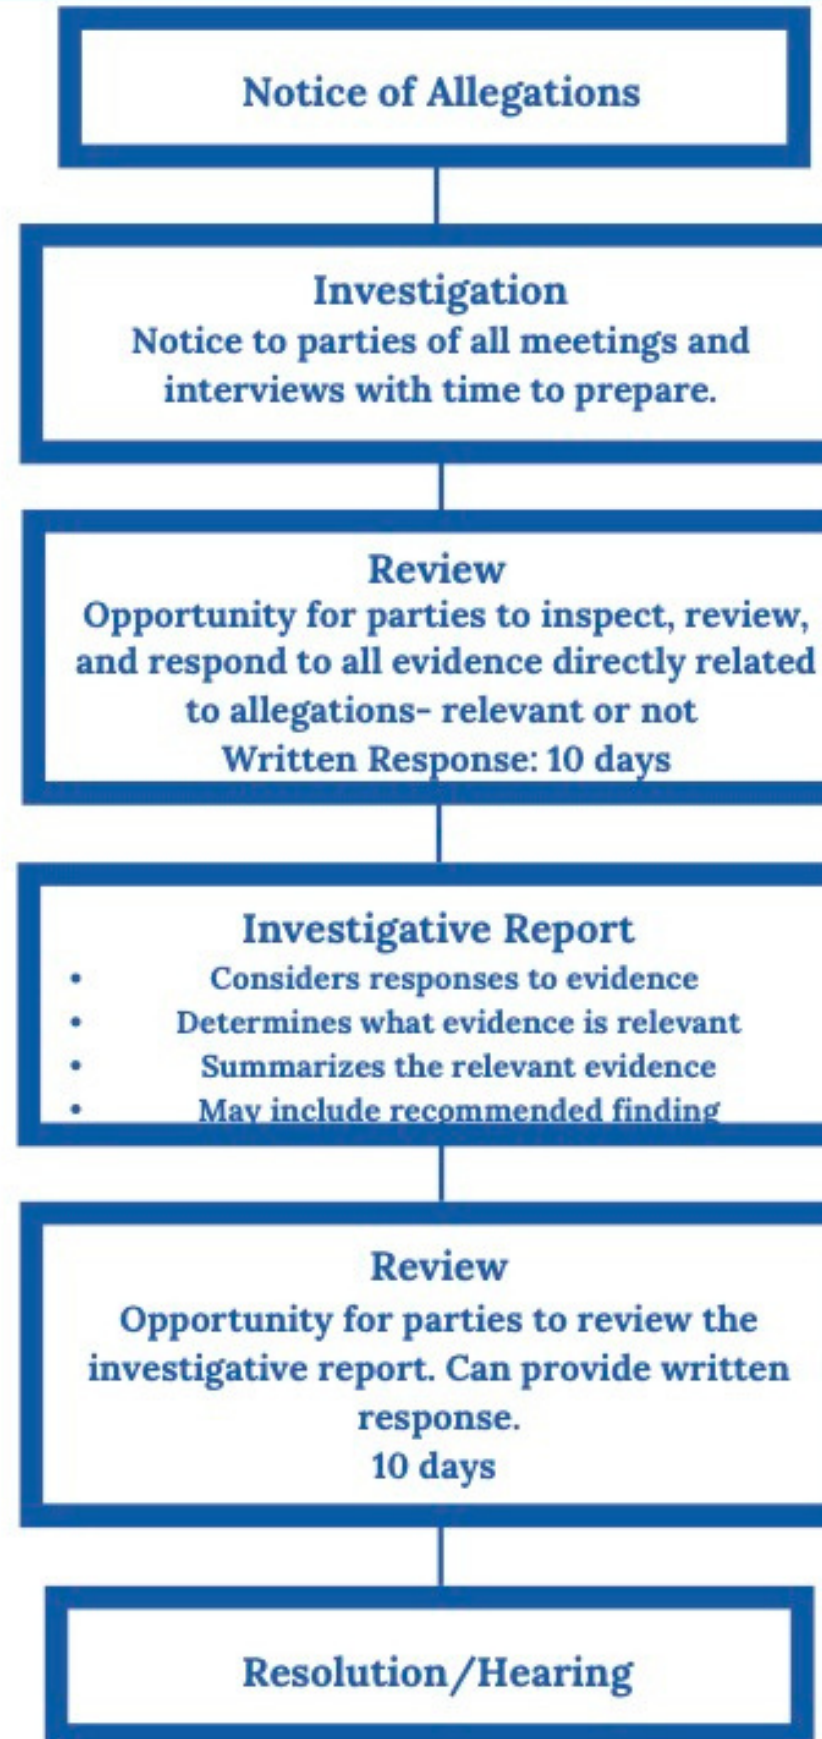 Notice of Allegations
Investigation
Notice to parties of all meetings and
interviews with time to prepare.
Review
Opportunity for parties to inspect, review,
and respond to all evidence directly related
to allegations- relevant or not
Written Response: 10 days
Investigative Report
• Considers responses to evidence
• Determines what evidence is relevant
• Summarizes the relevant evidence
• May include recommended finding
Review
Opportunity for parties to review the
investigative report. Can provide written
response.
10 days
Resolution/Hearing